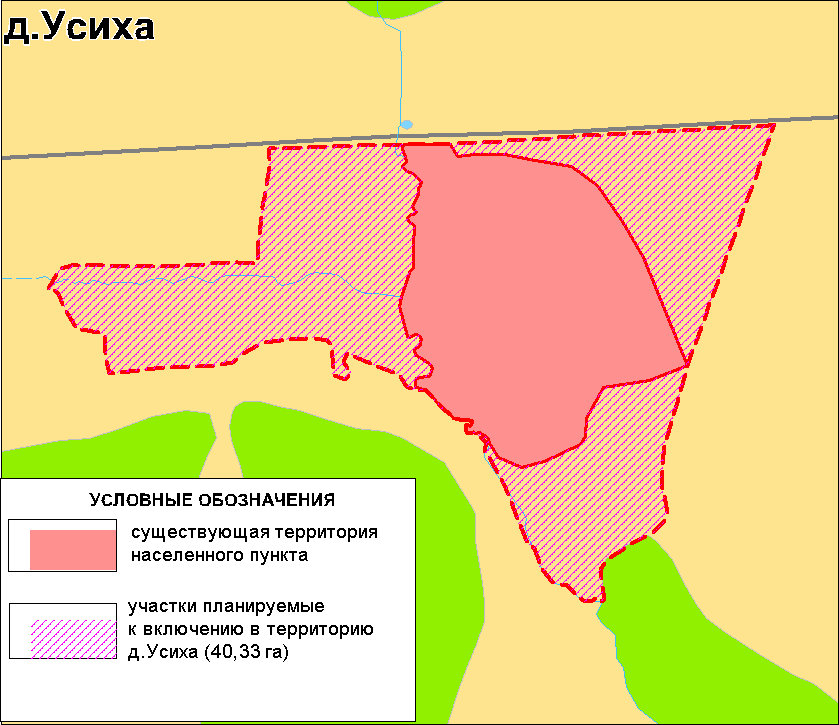 д.Усиха
УСЛОВНЫЕ ОБОЗНАЧЕНИЯ
существующая территория
населенного пункта
участки планируемые
к включению в территорию
д.Усиха (40,33 га)